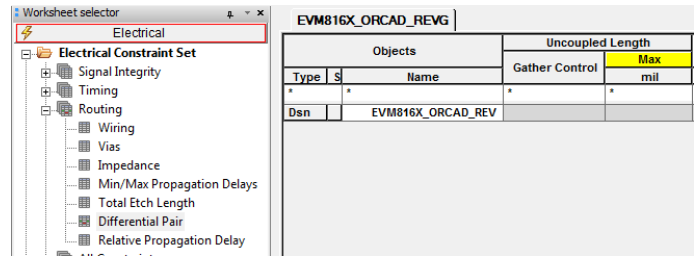 Worksheet selector
Electrical
Electrical Constraint Set
Signal Integrity
Timing
Routing
Wiring
Vias
Impedance
Min/Max Propagation Delays
Total Etch Length
Differential Pair
Relative Propagation Delay
EVM816X_ORCAD_REVG
Objects
Uncoupled Length
Gather Control
Max
Type S Name
mil
* * * *
Dsn EVM816X_ORCAD_REV